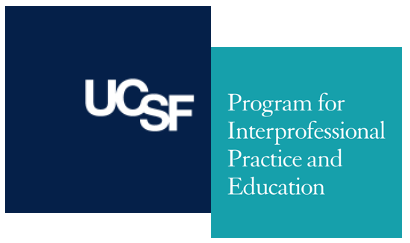 UCSF
Program for
Interprofessional
Practice and
Education